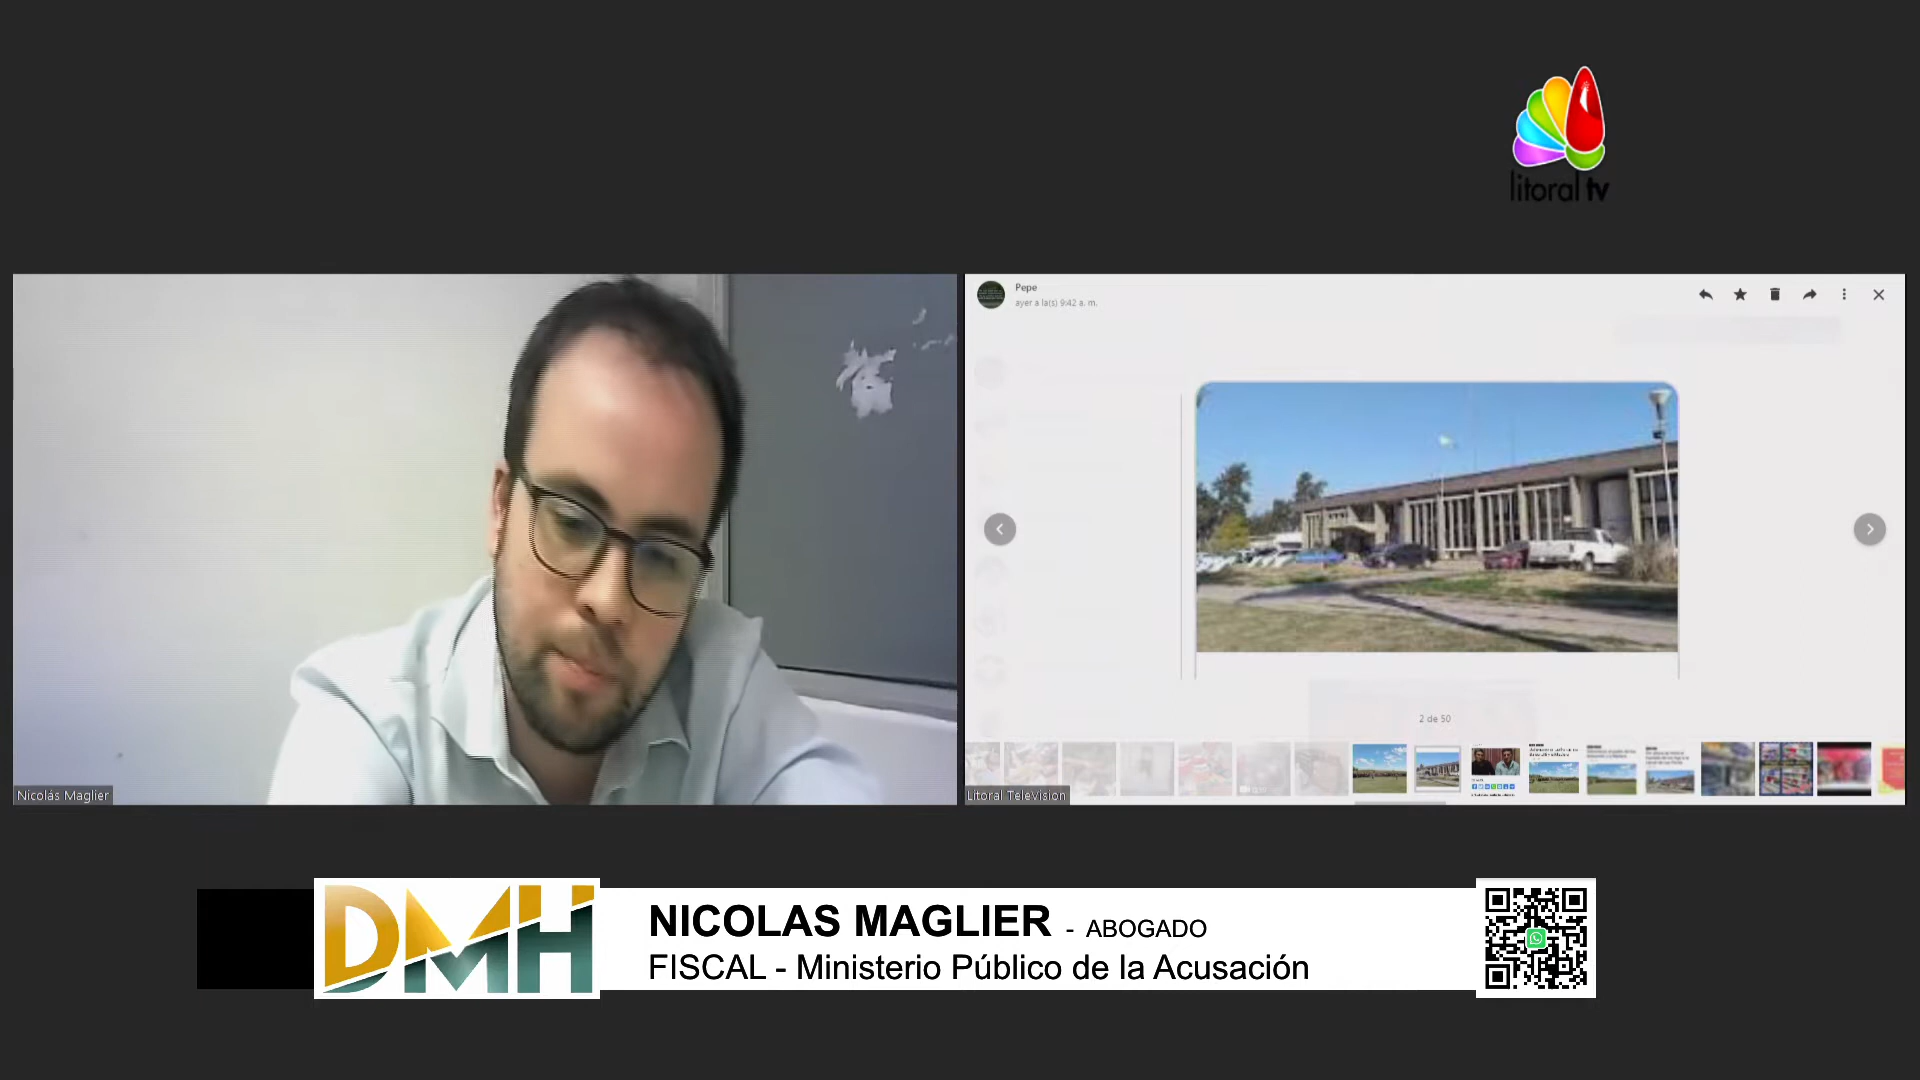 litoral tv
Pepe
ayer a la(s) 9:42 a. m.
2 de 50
Nicolás Maglier
Litoral TeleVision
DMH
NICOLAS MAGLIER - ABOGADO
FISCAL - Ministerio Público de la Acusación